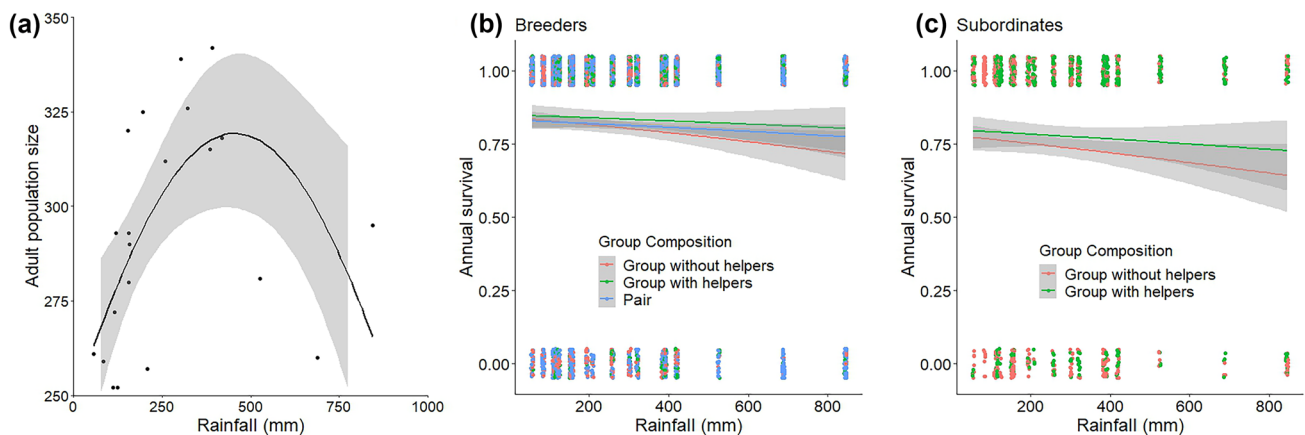 (a)
350
325
300
275
250
0
250
500
750
1000
Adult population size
Rainfall (mm)
(b) Breeders
1.00
0.75
0.50
0.25
0.00
200
400
600
800
Annual survival
Rainfall (mm)
Group Composition
Group without helpers
Group with helpers
Pair
(c) Subordinates
1.00
0.75
0.50
0.25
0.00
200
400
600
800
Annual survival
Rainfall (mm)
Group Composition
Group without helpers
Group with helpers